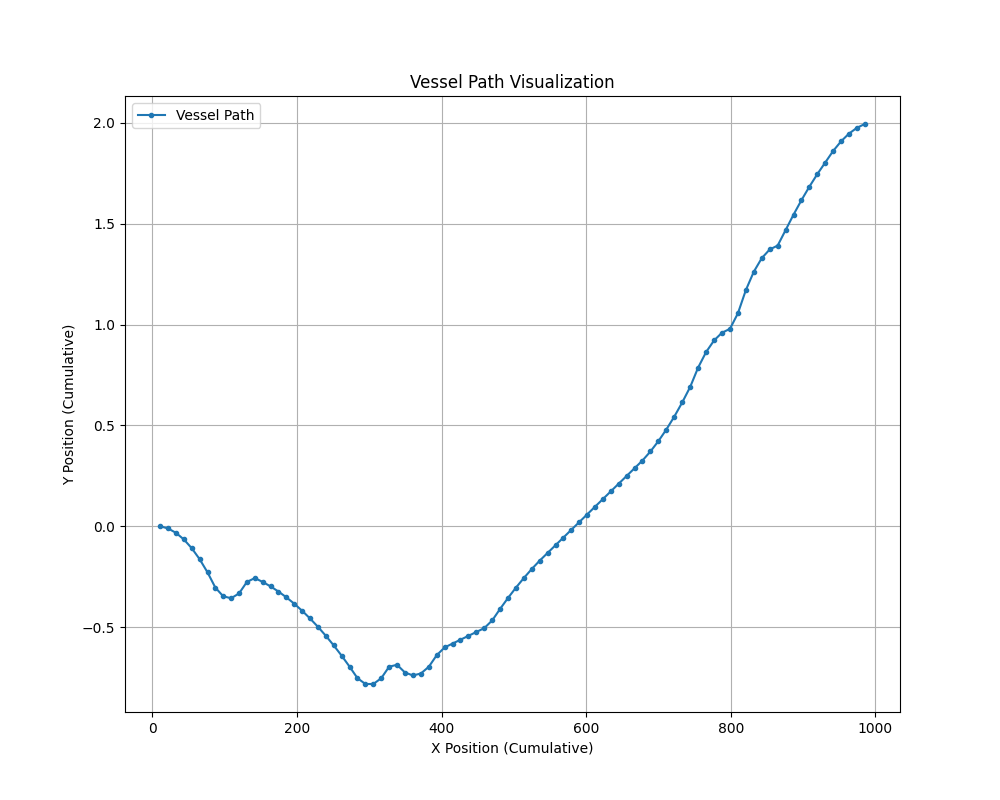 Vessel Path Visualization
Vessel Path
2.0
1.5
1.0
0.5
0.0
−0.5
Y Position (Cumulative)
0 200 400 600 800 1000
X Position (Cumulative)